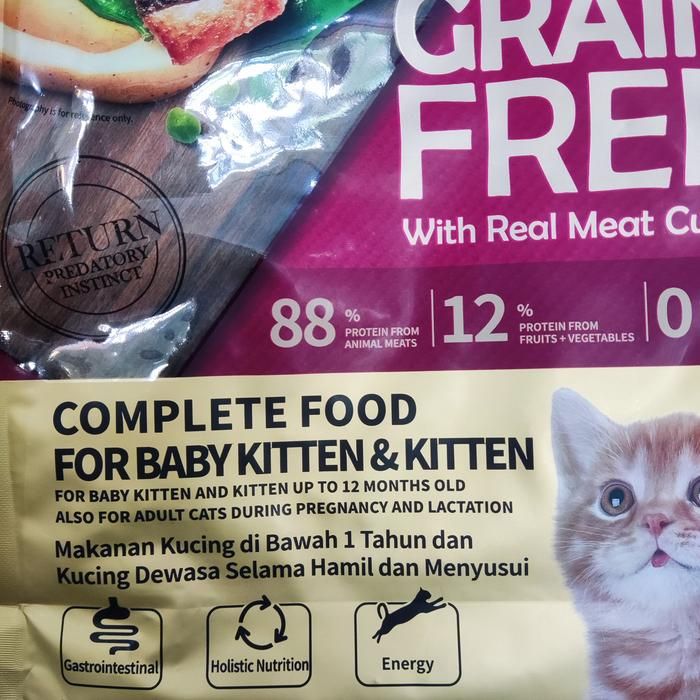 GRAIN
FREE
Photography is for reference only.
With Real Meat Cu
RETURN
PREDATORY
INSTINCT
88 % PROTEIN FROM
ANIMAL MEATS
12 % PROTEIN FROM
FRUITS + VEGETABLES
0
COMPLETE FOOD
FOR BABY KITTEN & KITTEN
FOR BABY KITTEN AND KITTEN UP TO 12 MONTHS OLD
ALSO FOR ADULT CATS DURING PREGNANCY AND LACTATION
Makanan Kucing di Bawah 1 Tahun dan
Kucing Dewasa Selama Hamil dan Menyusui
Gastrointestinal
Holistic Nutrition
Energy